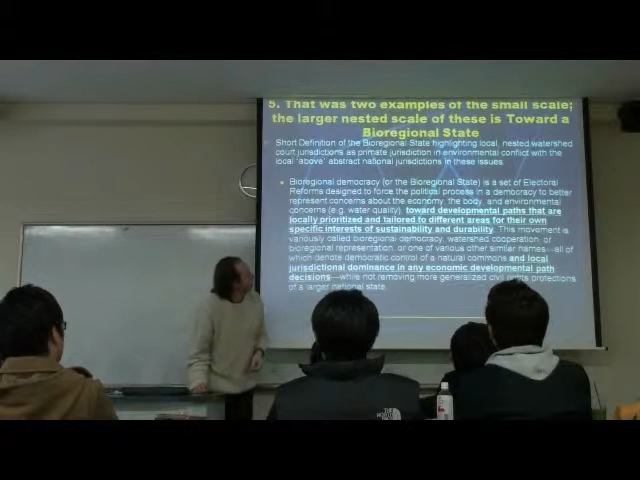 5. That was two examples of the small scale;
the larger nested scale of these is Toward a
Bioregional State
Short Definition of the Bioregional State highlighting local, nested watershed
court jurisdictions as primate jurisdiction in environmental conflict with the
local 'above' abstract national jurisdictions in these issues.
Bioregional democracy (or the Bioregional State) is a set of Electoral
Reforms designed to force the political process in a democracy to better
represent concerns about the economy, the body, and environmental
concerns (e.g. water quality), toward developmental paths that are
locally prioritized and tailored to different areas for their own
specific interests of sustainability and durability. This movement is
variously called bioregional democracy, watershed cooperation, or
bioregional representation, or one of various other similar names—all of
which denote democratic control of a natural commons and local
jurisdictional dominance in any economic developmental path
decisions—while not removing more generalized civil rights protections
of a larger national state.
THE
NORTH
FACE